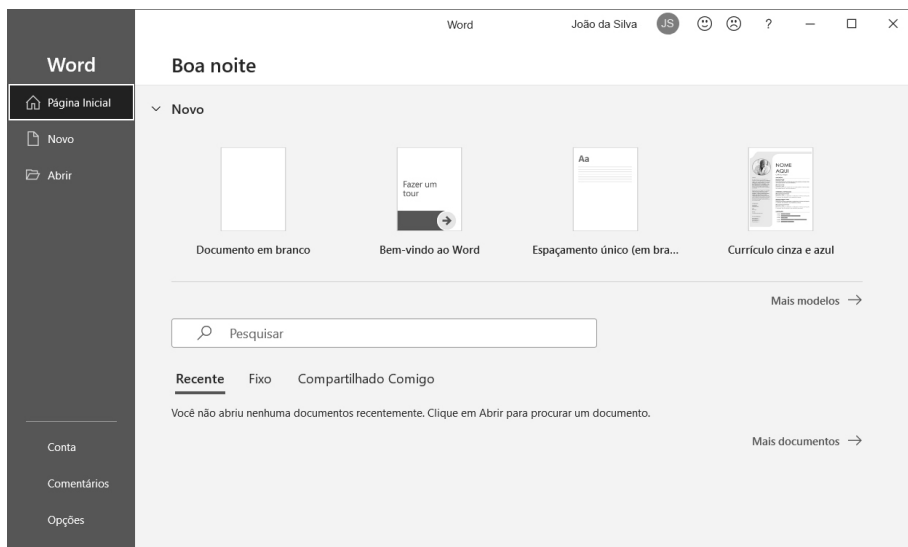 Word João da Silva JS ?
Word
Página Inicial
Novo
Abrir
Conta
Comentários
Opções
Boa noite
Novo
Fazer um
tour
Aa
NOME
AQUI
Documento em branco Bem-vindo ao Word Espaçamento único (em bra... Currículo cinza e azul
Mais modelos
Pesquisar
Recente Fixo Compartilhado Comigo
Você não abriu nenhuma documentos recentemente. Clique em Abrir para procurar um documento.
Mais documentos